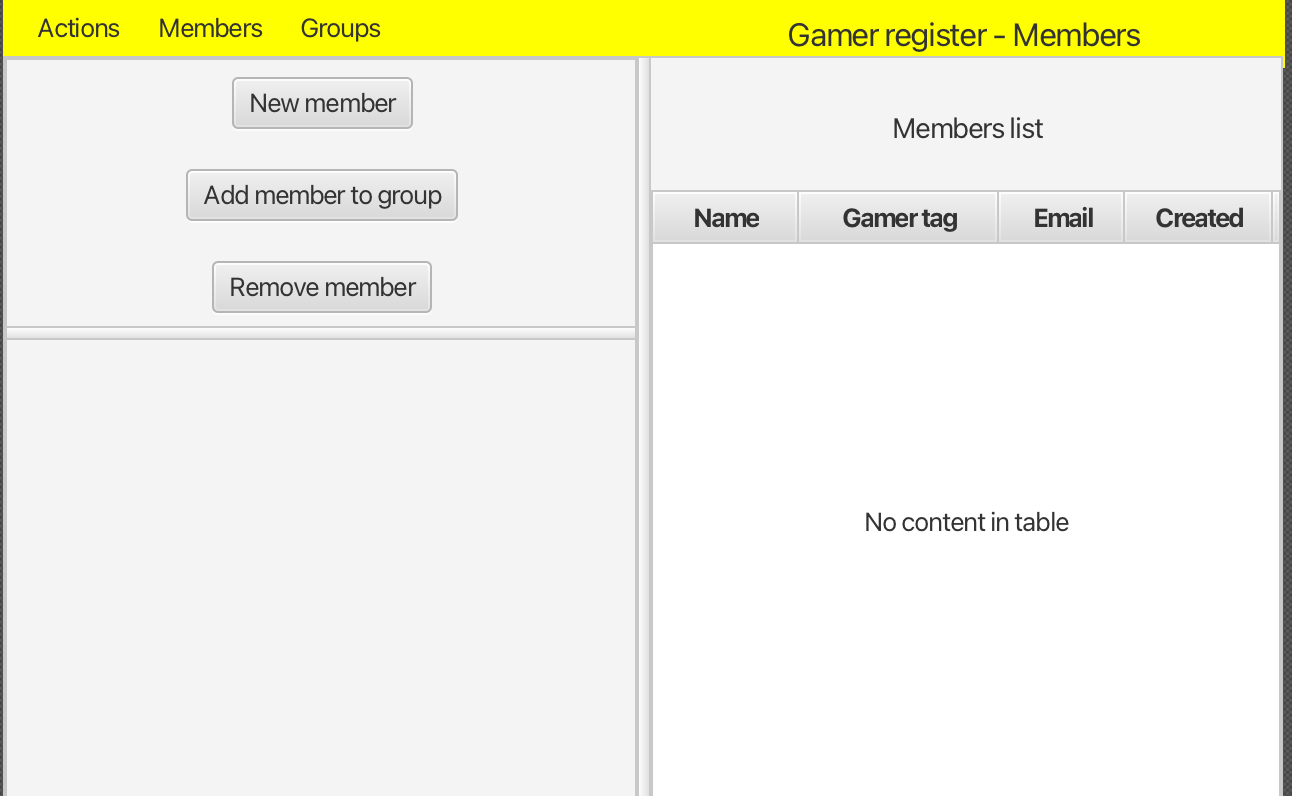 Actions Members Groups
Gamer register - Members
New member
Add member to group
Remove member
Members list
Name Gamer tag Email Created
No content in table